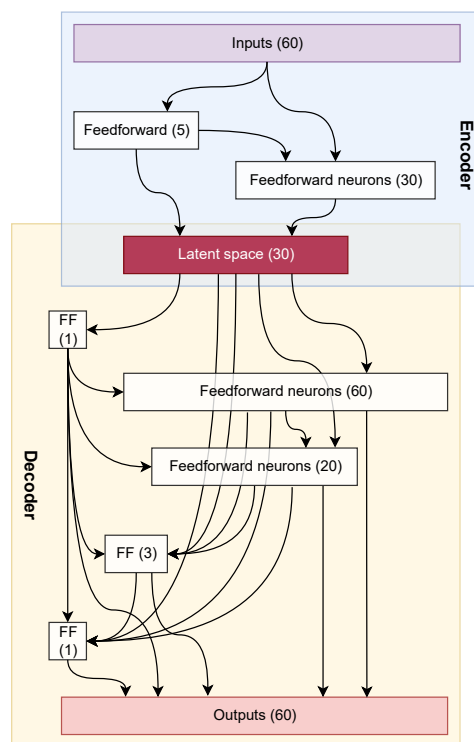 Inputs (60)
Feedforward (5)
Feedforward neurons (30)
Encoder
Latent space (30)
FF
(1)
Feedforward neurons (60)
Feedforward neurons (20)
Decoder
FF (3)
FF
(1)
Outputs (60)